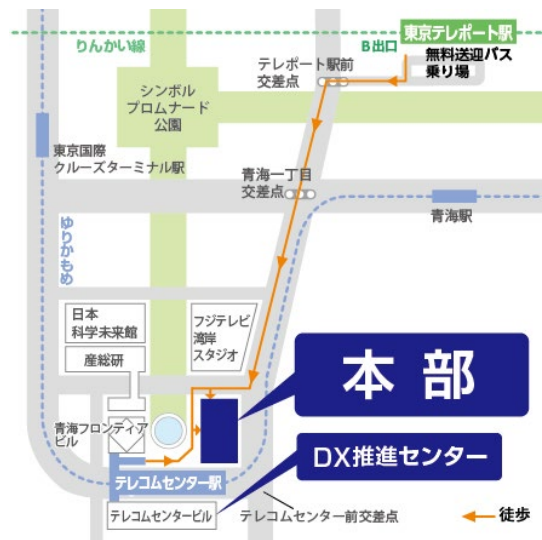 東京テレポート駅
りんかい線
B出口
無料送迎バス
乗り場
テレポート駅前
交差点
シンボル
プロムナード
公園
東京国際
クルーズターミナル駅
青海一丁目
交差点
青海駅
ゆりかもめ
日本
科学未来館
フジテレビ
湾岸
スタジオ
産総研
本部
青海フロンティア
ビル
DX推進センター
テレコムセンター駅
テレコムセンタービル
テレコムセンター前交差点
徒歩